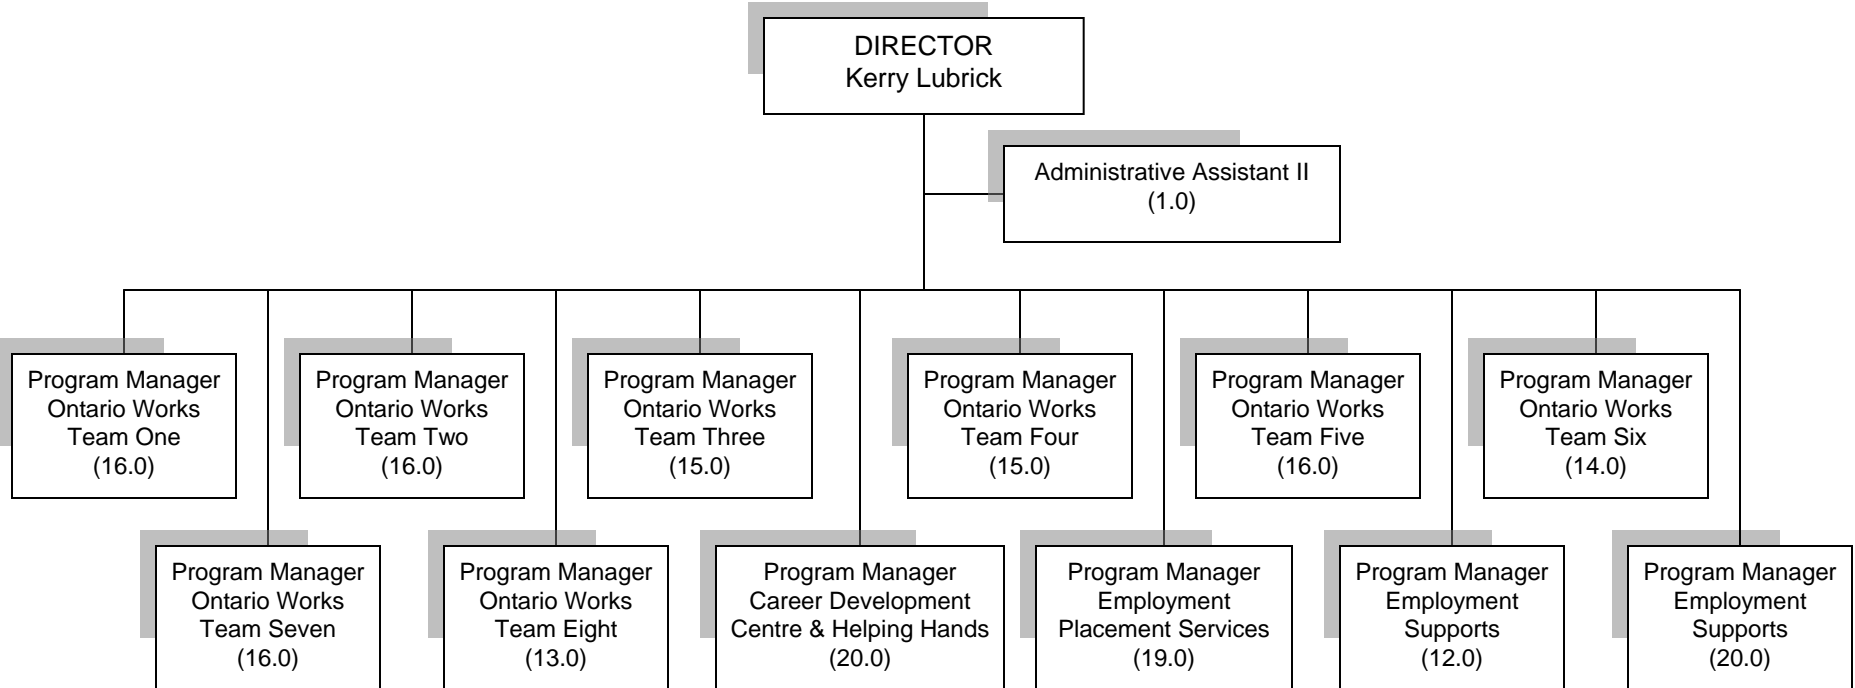 DIRECTOR
Kerry Lubrick
Administrative Assistant II
(1.0)
Program Manager
Ontario Works
Team One
(16.0)
Program Manager
Ontario Works
Team Two
(16.0)
Program Manager
Ontario Works
Team Three
(15.0)
Program Manager
Ontario Works
Team Four
(15.0)
Program Manager
Ontario Works
Team Five
(16.0)
Program Manager
Ontario Works
Team Six
(14.0)
Program Manager
Ontario Works
Team Seven
(16.0)
Program Manager
Ontario Works
Team Eight
(13.0)
Program Manager
Career Development
Centre & Helping Hands
(20.0)
Program Manager
Employment
Placement Services
(19.0)
Program Manager
Employment
Supports
(12.0)
Program Manager
Employment
Supports
(20.0)